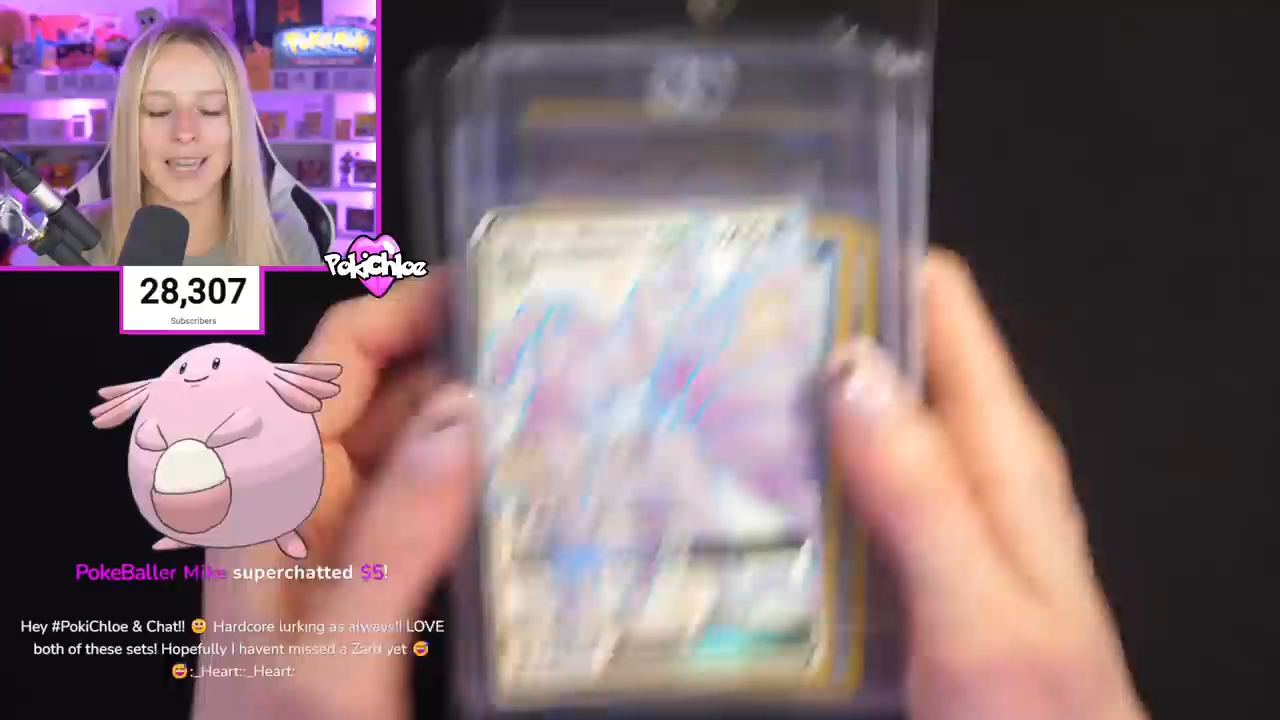 Pokémon
PokiChloe
28,307
Subscribers
PokeBaller Mike superchatted $5!
Hey #PokiChloe & Chat!! 😀 Hardcore lurking as always!! LOVE
both of these sets! Hopefully I havent missed a Zard yet 😅
😅:_Heart::_Heart: